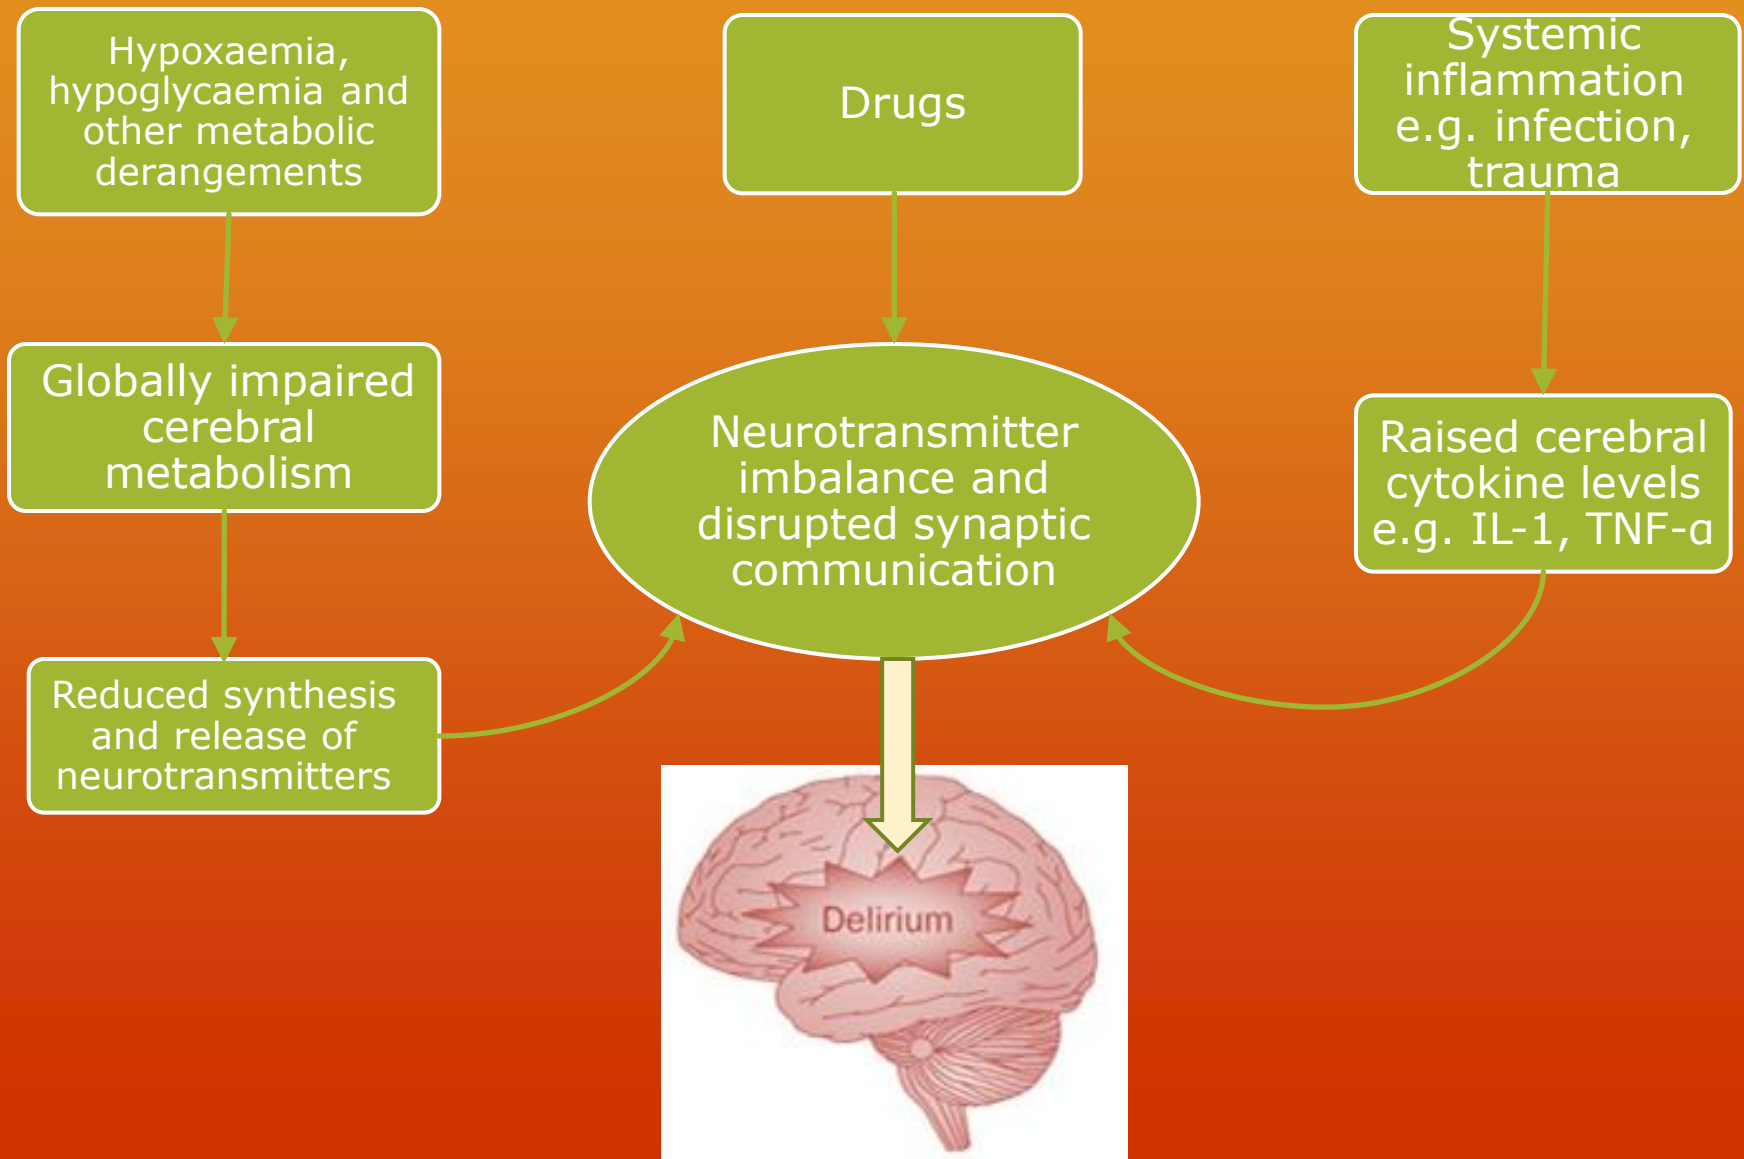 Hypoxaemia,
hypoglycaemia and
other metabolic
derangements
Drugs
Systemic
inflammation
e.g. infection,
trauma
Globally impaired
cerebral
metabolism
Neurotransmitter
imbalance and
disrupted synaptic
communication
Raised cerebral
cytokine levels
e.g. IL-1, TNF-α
Reduced synthesis
and release of
neurotransmitters
Delirium